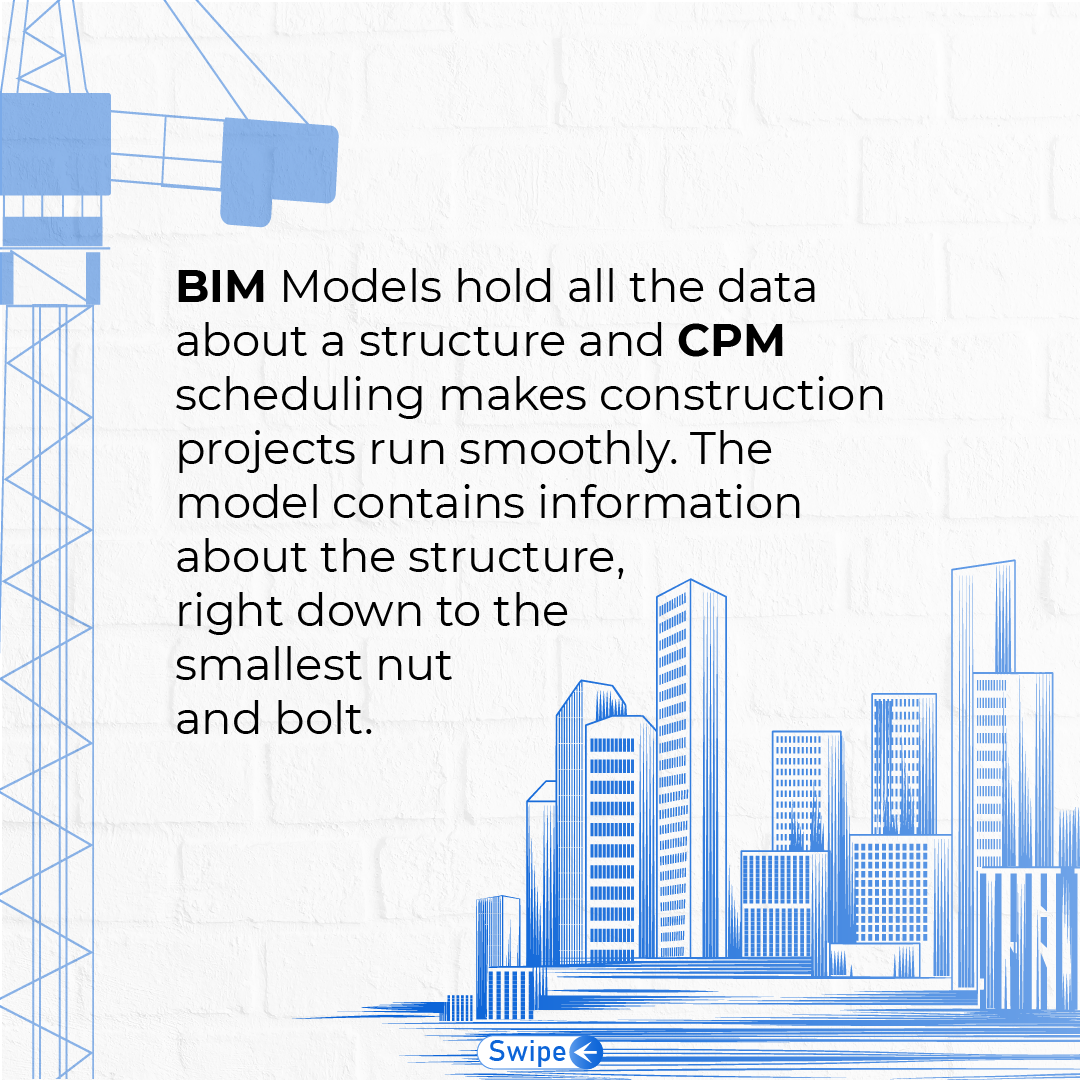 BIM Models hold all the data
about a structure and CPM
scheduling makes construction
projects run smoothly. The
model contains information
about the structure,
right down to the
smallest nut
and bolt.
Swipe